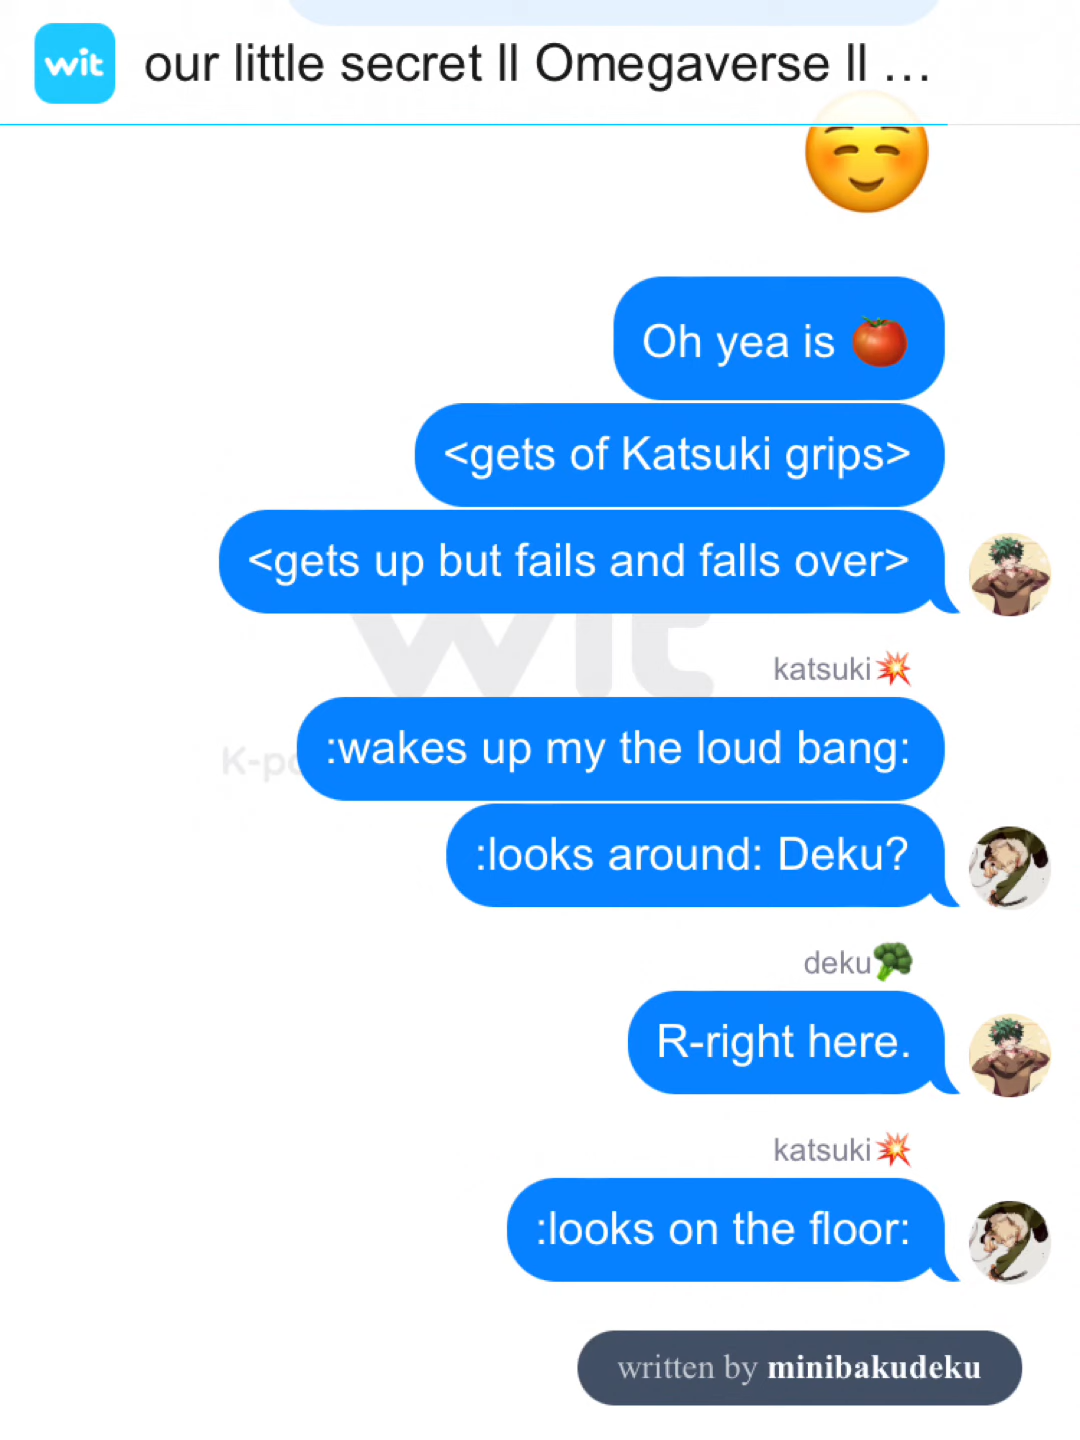 wit
our little secret ll Omegaverse ll ...
Oh yea is 🍅
<gets of Katsuki grips>
<gets up but fails and falls over>
wit
katsuki💥
:wakes up my the loud bang:
K-po
:looks around: Deku?
deku🥦
R-right here.
katsuki💥
:looks on the floor:
written by minibakudeku